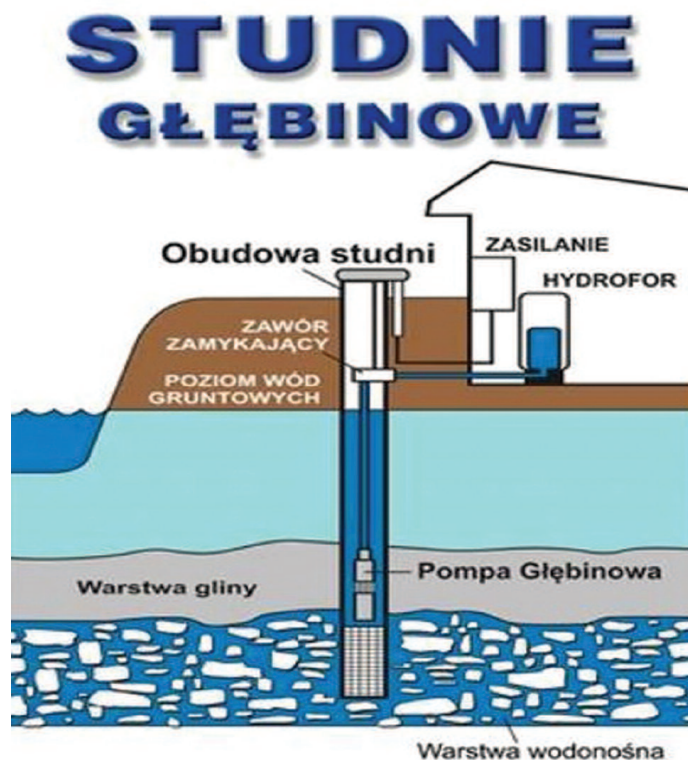 STUDNIE
GŁĘBINOWE
Obudowa studni
ZASILANIE
HYDROFOR
ZAWÓR
ZAMYKAJĄCY
POZIOM WÓD
GRUNTOWYCH
Pompa Głębinowa
Warstwa gliny
Warstwa wodonośna